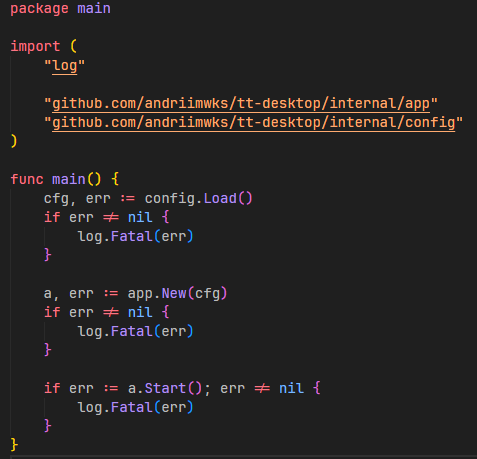 package main

import (
    "log"

    "github.com/andriimwks/tt-desktop/internal/app"
    "github.com/andriimwks/tt-desktop/internal/config"
)

func main() {
    cfg, err := config.Load()
    if err != nil {
        log.Fatal(err)
    }

    a, err := app.New(cfg)
    if err != nil {
        log.Fatal(err)
    }

    if err := a.Start(); err != nil {
        log.Fatal(err)
    }
}